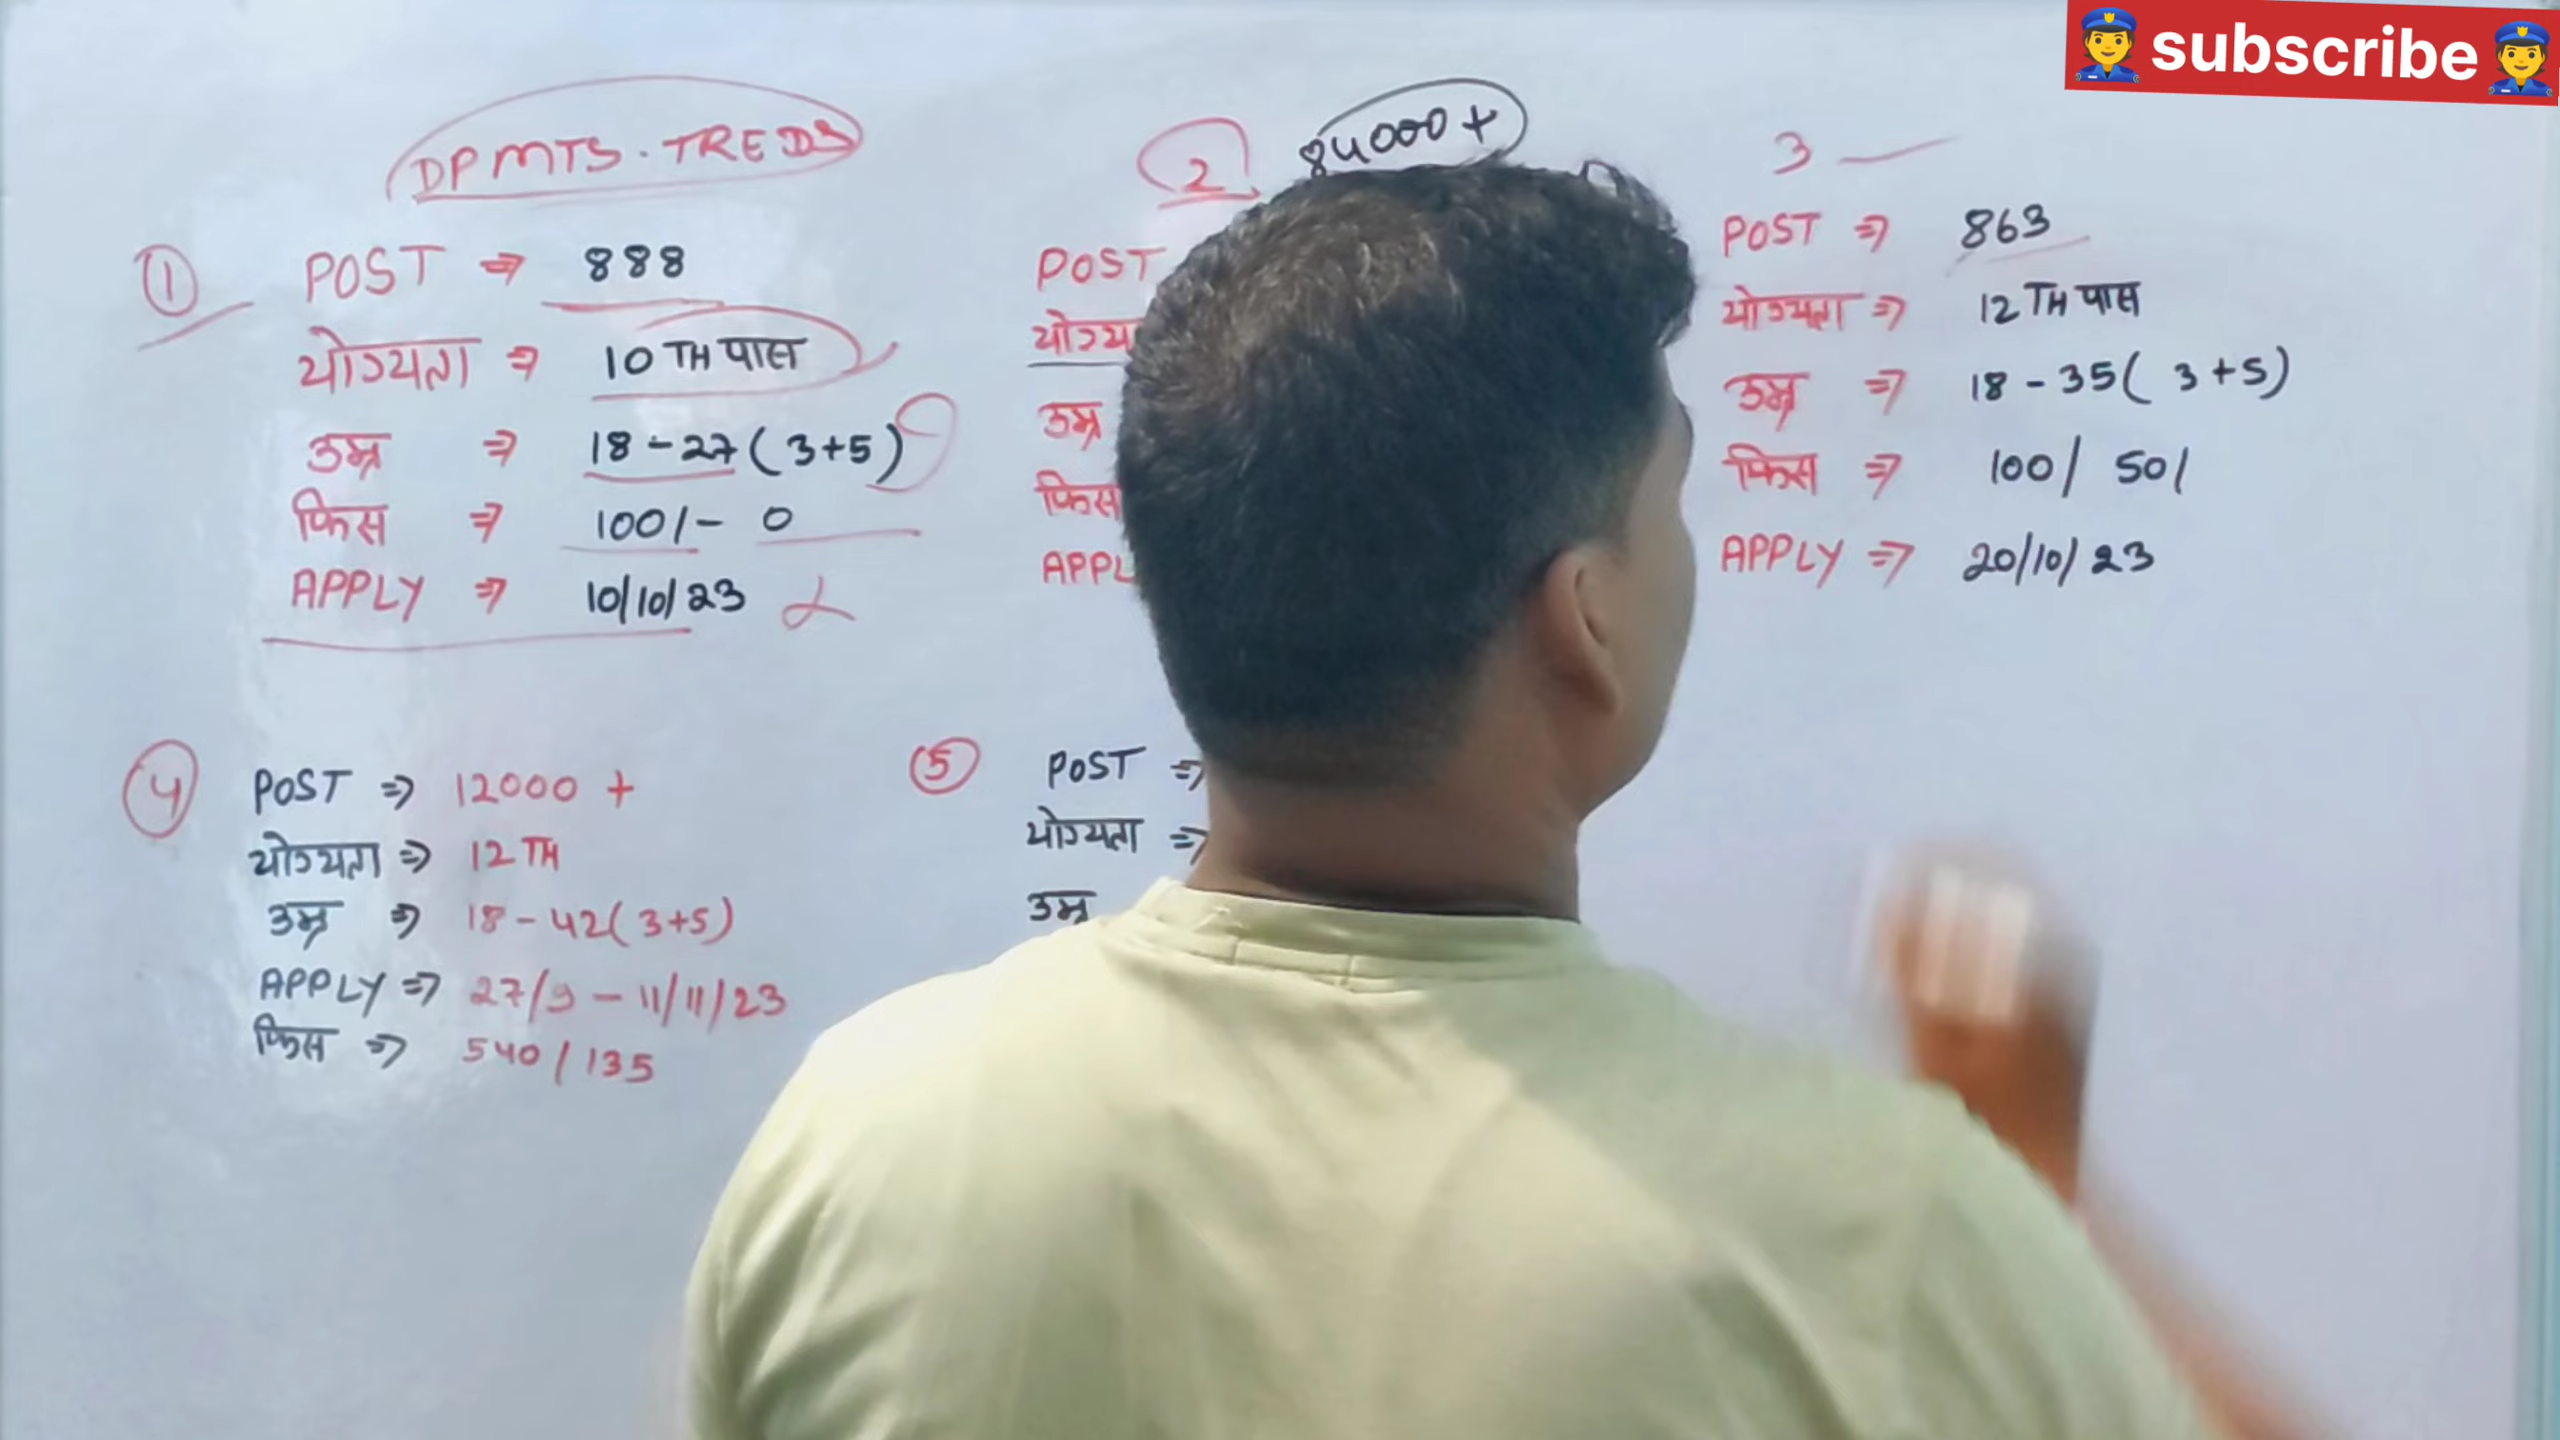 subscribe
DP MTS. TREDS
① POST ⇒ 888
योग्यता ⇒ 10 TH पास
उम्र ⇒ 18-27 (3+5)
फिस ⇒ 100/- 0
APPLY ⇒ 10/10/23
2 84000+
POST
उम्र
फिस
3 —
POST ⇒ 863
योग्यता ⇒ 12 TH पास
उम्र ⇒ 18-35 (3+5)
फिस ⇒ 100/ 50/
APPLY ⇒ 20/10/23
④ POST ⇒ 12000 +
योग्यता ⇒ 12 TH
उम्र ⇒ 18-42 (3+5)
APPLY ⇒ 27/9 - 11/11/23
फिस ⇒ 540/135
⑤ POST ⇒
योग्यता ⇒
उम्र